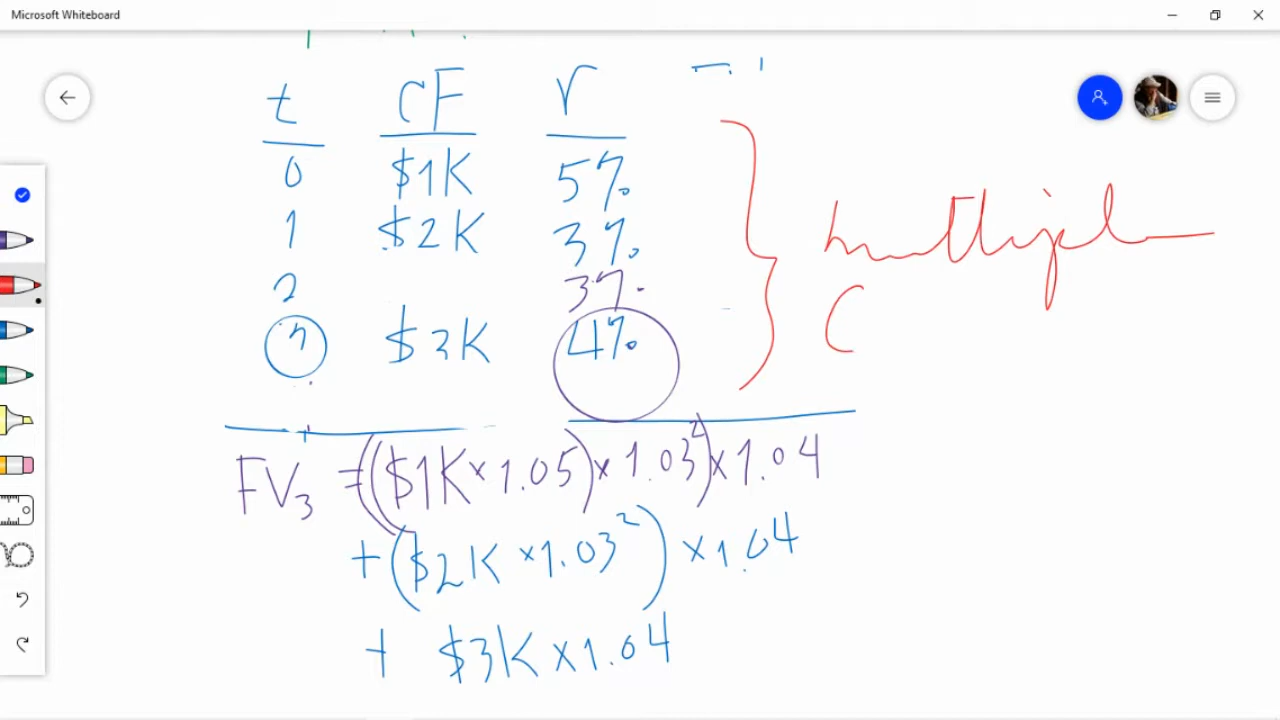 Microsoft Whiteboard
t CF r
0 $1K 5%
1 $2K 3%
2 3%
3 $3K 4%
multiple
C
FV₃ = (($1K × 1.05) × 1.03²) × 1.04
+ ($2K × 1.03²) × 1.04
+ $3K × 1.04